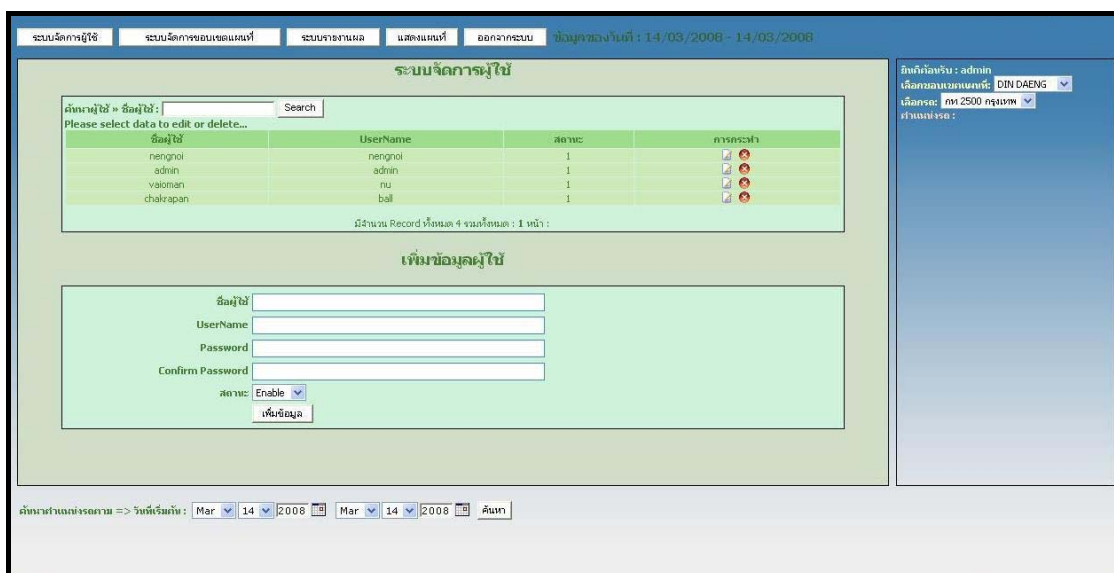 ระบบจัดการผู้ใช้ ระบบจัดการขอบเขตแผนที่ ระบบรายงานผล แสดงแผนที่ ออกจากระบบ ข้อมูลของวันที่ : 14/03/2008 - 14/03/2008
ระบบจัดการผู้ใช้
ค้นหาผู้ใช้ » ชื่อผู้ใช้ : Search
Please select data to edit or delete...
ชื่อผู้ใช้ UserName สถานะ การกระทำ
nengnoi nengnoi 1
admin admin 1
vaioman nu 1
chakrapan ball 1
มีจำนวน Record ทั้งหมด 4 รวมทั้งหมด : 1 หน้า :
เพิ่มข้อมูลผู้ใช้
ชื่อผู้ใช้
UserName
Password
Confirm Password
สถานะ Enable
เพิ่มข้อมูล
ยินดีต้อนรับ : admin
เลือกขอบเขตแผนที่: DIN DAENG
เลือกรถ: กท 2500 กรุงเทพ
ตำแหน่งรถ :
ค้นหาตำแหน่งรถตาม => วันที่เริ่มต้น : Mar 14 2008 Mar 14 2008 ค้นหา